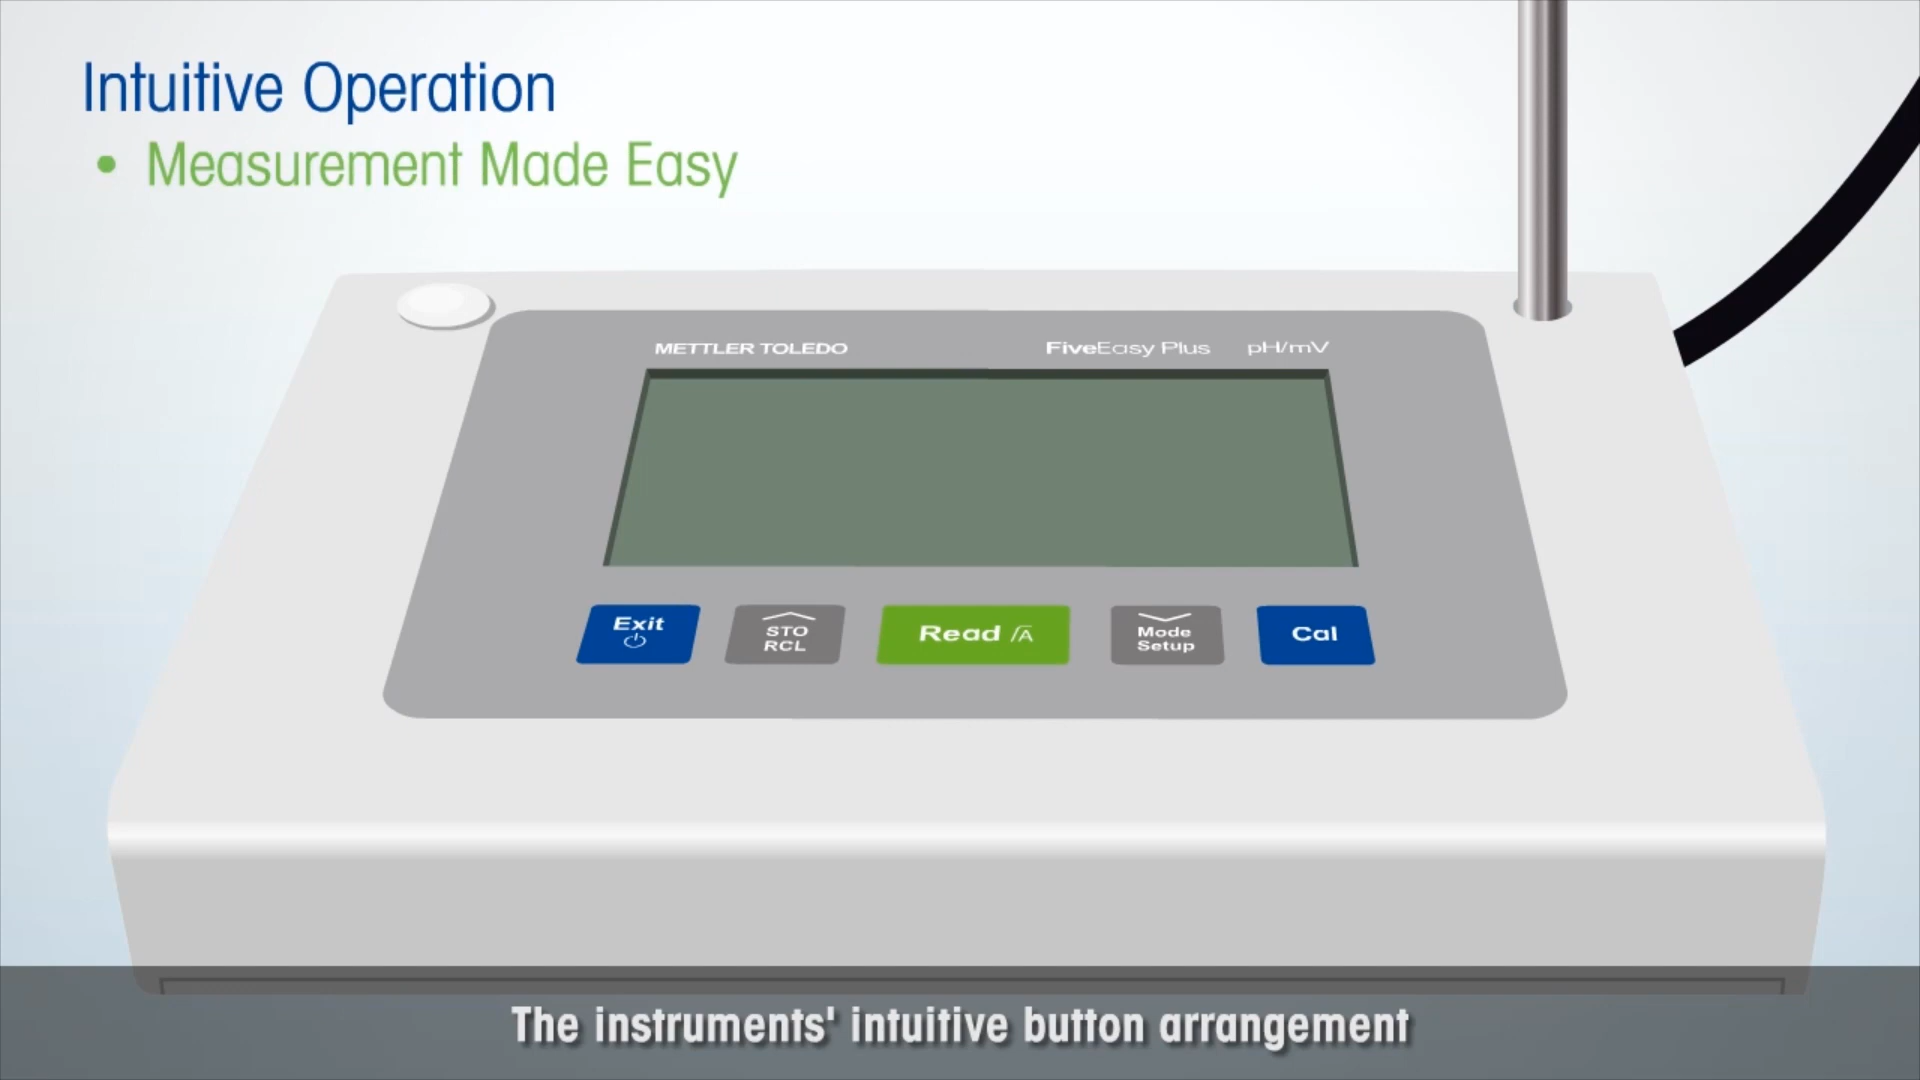 Intuitive Operation
• Measurement Made Easy
METTLER TOLEDO
FiveEasy Plus pH/mV
Exit
STO
RCL
Read /A
Mode
Setup
Cal
The instruments' intuitive button arrangement